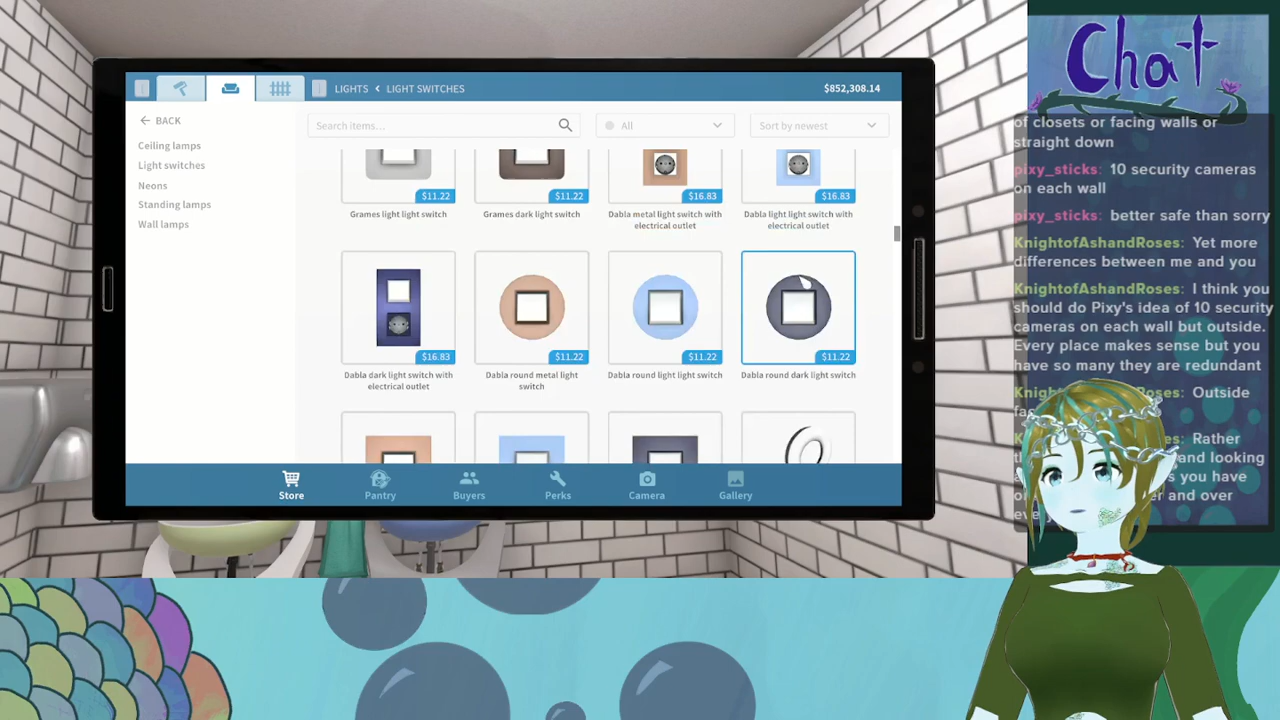 LIGHTS < LIGHT SWITCHES
$852,308.14
BACK
Search items...
All
Sort by newest
Ceiling lamps
Light switches
Neons
Standing lamps
Wall lamps
$11.22
$11.22
$16.83
$16.83
Grames light light switch
Grames dark light switch
Dabla metal light switch with
electrical outlet
Dabla light light switch with
electrical outlet
$16.83
$11.22
$11.22
$11.22
Dabla dark light switch with
electrical outlet
Dabla round metal light
switch
Dabla round light light switch
Dabla round dark light switch
Store
Pantry
Buyers
Perks
Camera
Gallery
Chat
of closets or facing walls or
straight down
pixy_sticks: 10 security cameras
on each wall
pixy_sticks: better safe than sorry
KnightofAshandRoses: Yet more
differences between me and you
KnightofAshandRoses: I think you
should do Pixy's idea of 10 security
cameras on each wall but outside.
Every place makes sense but you
have so many they are redundant
Outside
Rather
and looking
you have
and over